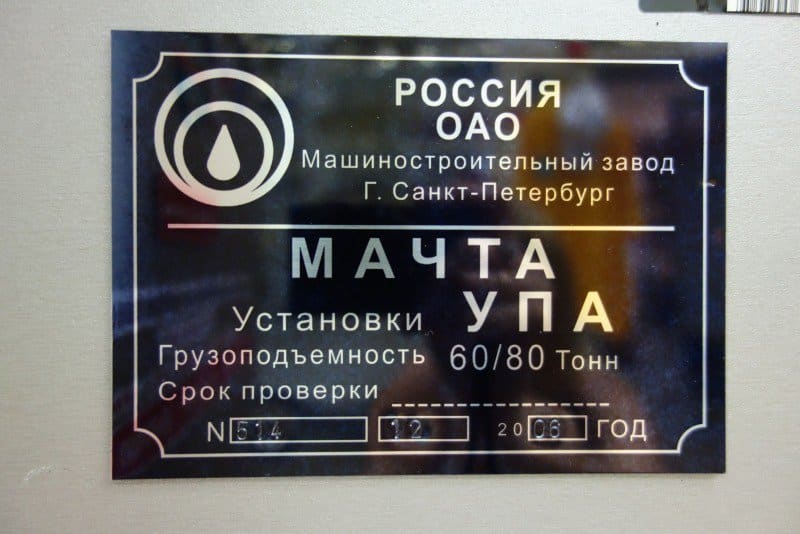 РОССИЯ
ОАО
Машиностроительный завод
Г. Санкт-Петербург
МАЧТА
Установки УПА
Грузоподъемность 60/80 Тонн
Срок проверки ________________
N 514 12 2006 ГОД